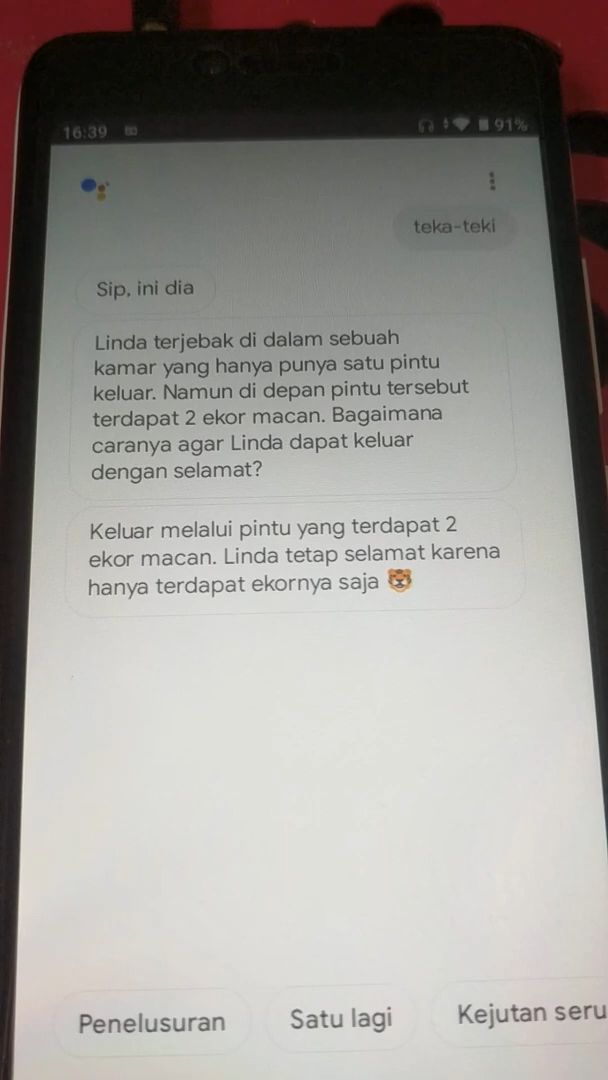 16:39
91%
teka-teki
Sip, ini dia
Linda terjebak di dalam sebuah
kamar yang hanya punya satu pintu
keluar. Namun di depan pintu tersebut
terdapat 2 ekor macan. Bagaimana
caranya agar Linda dapat keluar
dengan selamat?
Keluar melalui pintu yang terdapat 2
ekor macan. Linda tetap selamat karena
hanya terdapat ekornya saja 🐯
Penelusuran
Satu lagi
Kejutan seru